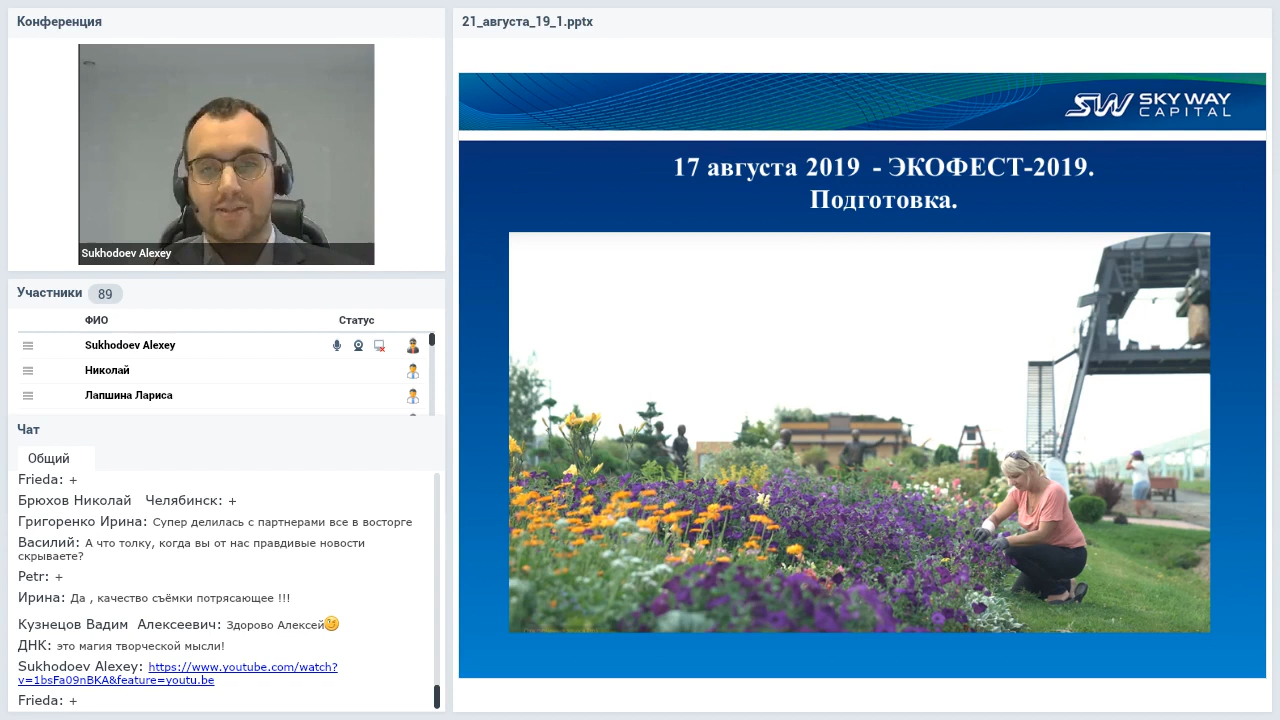 Конференция
Sukhodoev Alexey
Участники 89
ФИО Статус
Sukhodoev Alexey
Николай
Лапшина Лариса
Чат
Общий
Frieda: +
Брюхов Николай Челябинск: +
Григоренко Ирина: Супер делилась с партнерами все в восторге
Василий: А что толку, когда вы от нас правдивые новости
скрываете?
Petr: +
Ирина: Да , качество съёмки потрясающее !!!
Кузнецов Вадим Алексеевич: Здорово Алексей
ДНК: это магия творческой мысли!
Sukhodoev Alexey: https://www.youtube.com/watch?
v=1bsFa09nBKA&feature=youtu.be
Frieda: +
21_августа_19_1.pptx
SW SKY WAY
CAPITAL
17 августа 2019 - ЭКОФЕСТ-2019.
Подготовка.